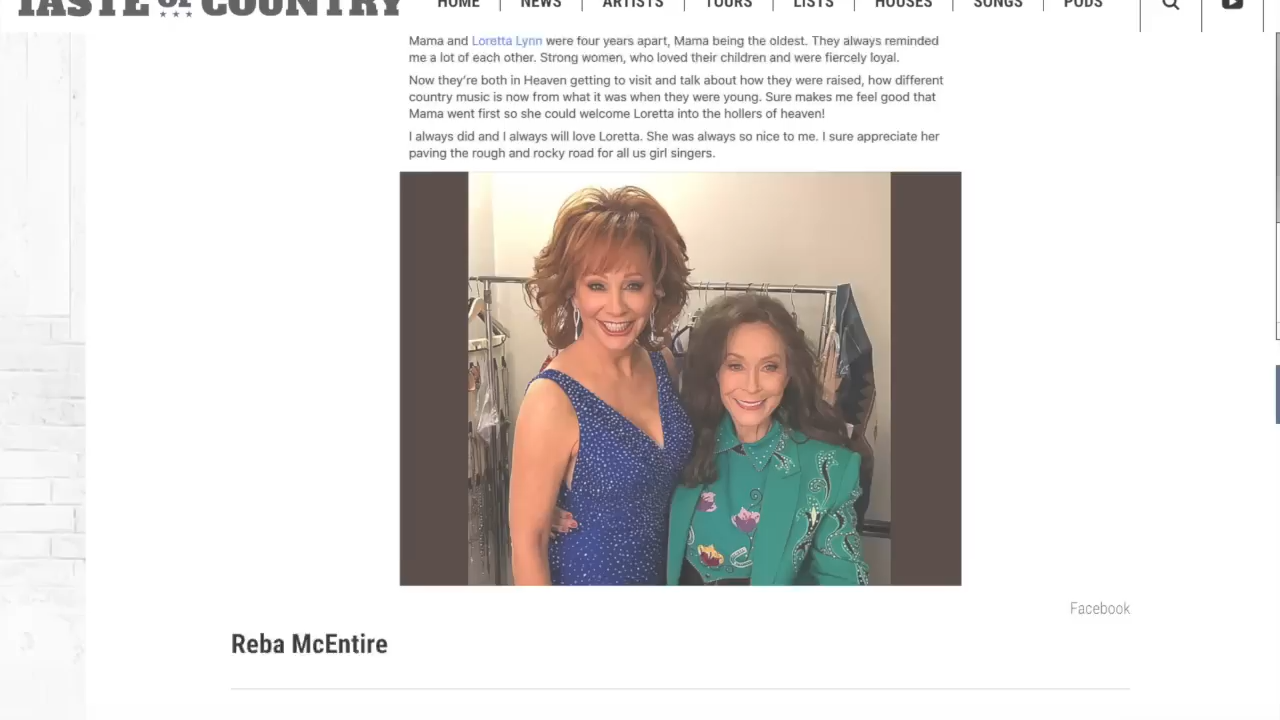 TASTE OF COUNTRY HOME NEWS ARTISTS TOURS LISTS HOUSES SONGS PODS
Mama and Loretta Lynn were four years apart, Mama being the oldest. They always reminded
me a lot of each other. Strong women, who loved their children and were fiercely loyal.
Now they're both in Heaven getting to visit and talk about how they were raised, how different
country music is now from what it was when they were young. Sure makes me feel good that
Mama went first so she could welcome Loretta into the hollers of heaven!
I always did and I always will love Loretta. She was always so nice to me. I sure appreciate her
paving the rough and rocky road for all us girl singers.
Facebook
Reba McEntire